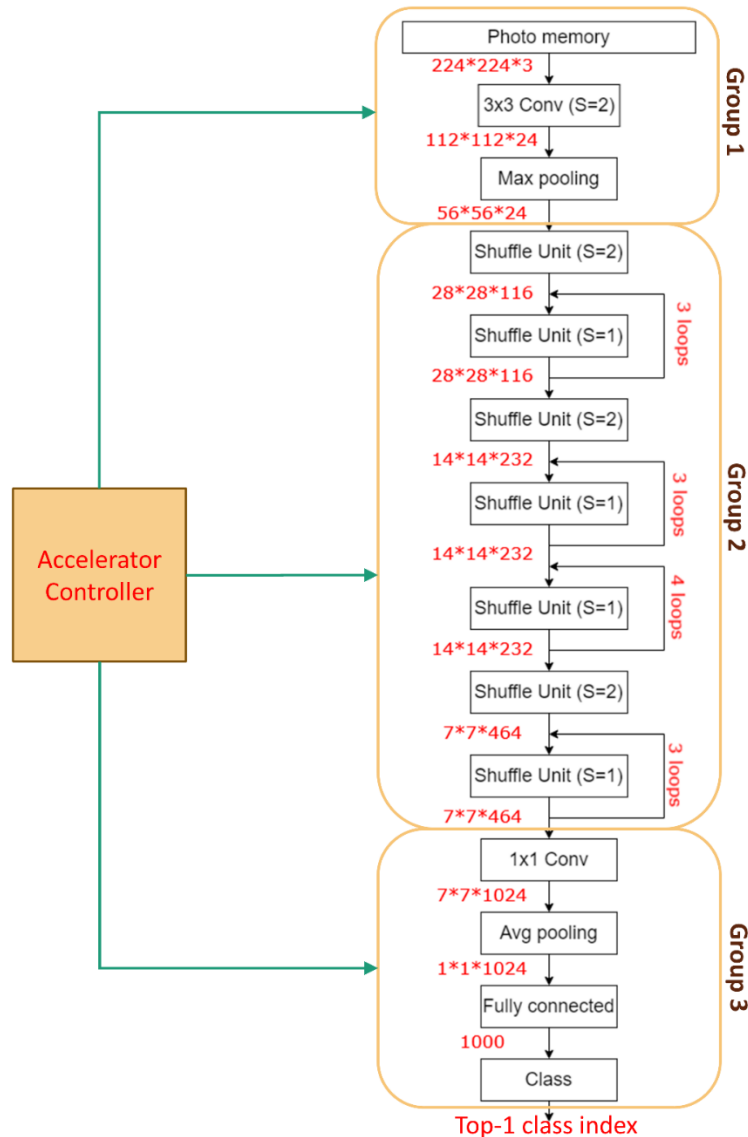 Photo memory
224*224*3
3x3 Conv (S=2)
112*112*24
Max pooling
56*56*24
Group 1
Shuffle Unit (S=2)
28*28*116
Shuffle Unit (S=1)
3 loops
28*28*116
Shuffle Unit (S=2)
14*14*232
Shuffle Unit (S=1)
3 loops
14*14*232
Shuffle Unit (S=1)
4 loops
14*14*232
Shuffle Unit (S=2)
7*7*464
Shuffle Unit (S=1)
3 loops
7*7*464
Group 2
Accelerator
Controller
1x1 Conv
7*7*1024
Avg pooling
1*1*1024
Fully connected
1000
Class
Group 3
Top-1 class index